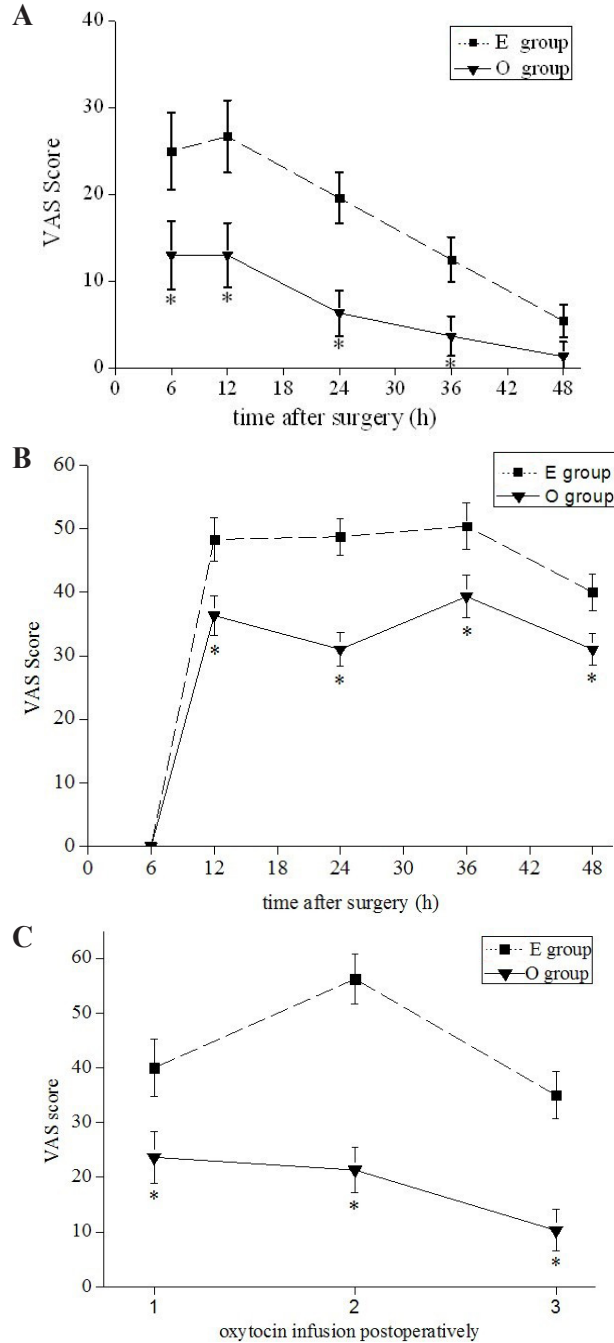 A
E group
O group
40
30
20
10
0
VAS Score
* * * *
0 6 12 18 24 30 36 42 48
time after surgery (h)
B
E group
O group
60
50
40
30
20
10
0
VAS Score
* * * *
0 6 12 18 24 30 36 42 48
time after surgery (h)
C
E group
O group
60
50
40
30
20
10
0
VAS score
* * *
1 2 3
oxytocin infusion postoperatively